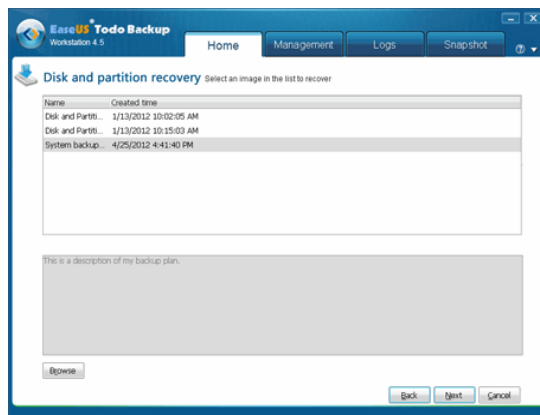 EaseUS® Todo Backup
Workstation 4.5
Home
Management
Logs
Snapshot
Disk and partition recovery Select an image in the list to recover
Name Created time
Disk and Partiti... 1/13/2012 10:02:05 AM
Disk and Partiti... 1/13/2012 10:15:03 AM
System backup... 4/25/2012 4:41:40 PM
This is a description of my backup plan.
Browse
Back Next Cancel